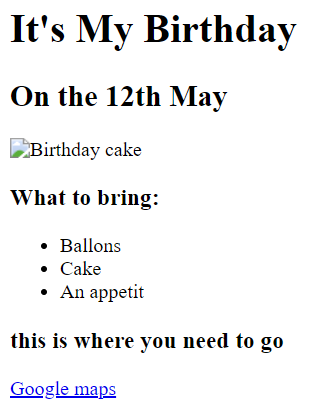 It's My Birthday
On the 12th May
Birthday cake
What to bring:
Ballons
Cake
An appetit
this is where you need to go
Google maps